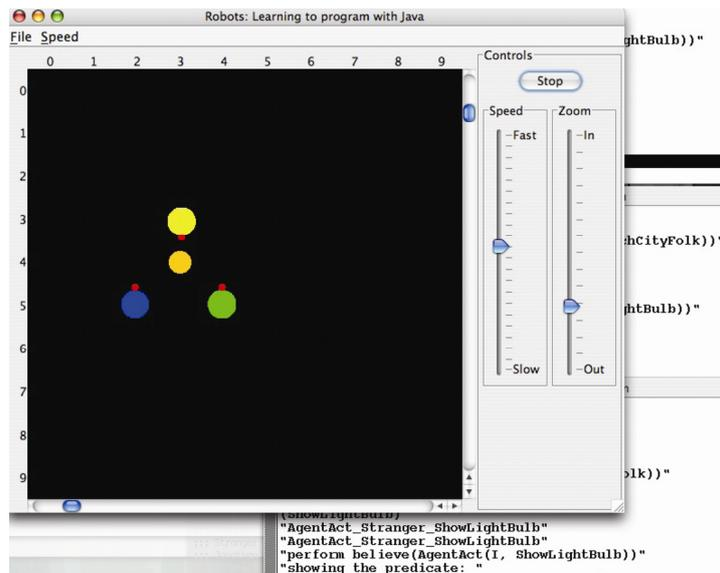 Robots: Learning to program with Java
File Speed
ghtBulb))"
0 1 2 3 4 5 6 7 8 9
Controls
Stop
Speed
Zoom
Fast
In
0
1
2
3
4
5
6
7
8
9
chCityFolk))"
ghtBulb))"
Slow
Out
olk))"
(ShowLightBulb)
"AgentAct_Stranger_ShowLightBulb"
"AgentAct_Stranger_ShowLightBulb"
"perform believe(AgentAct(I, ShowLightBulb))"
"showing the predicate: "